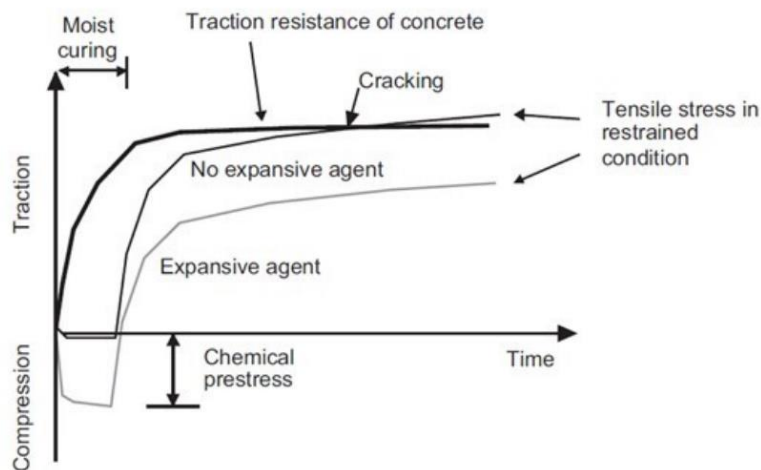 Moist
curing
Traction resistance of concrete
Cracking
Tensile stress in
restrained
condition
No expansive agent
Expansive agent
Traction
Compression
Chemical
prestress
Time